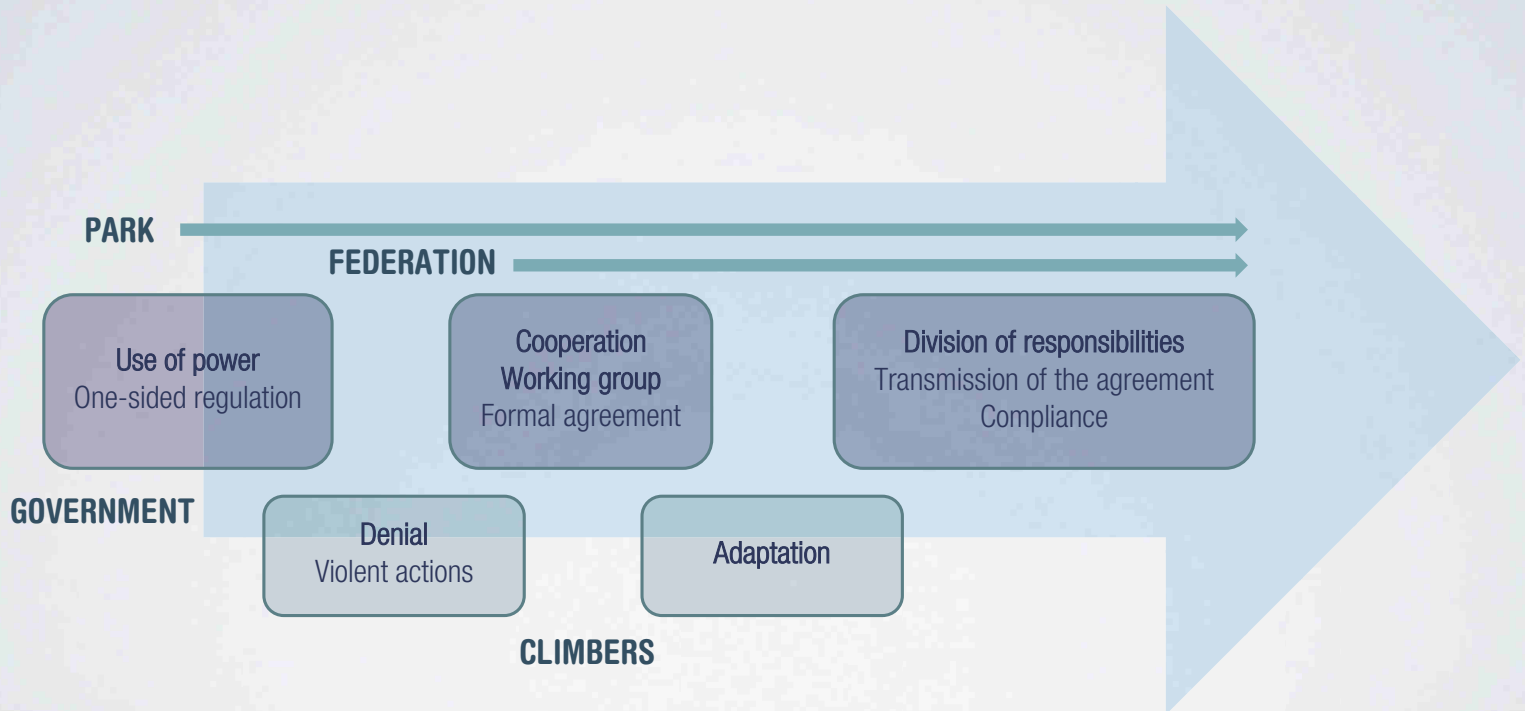 PARK
FEDERATION
Use of power
One-sided regulation
Cooperation
Working group
Formal agreement
Division of responsibilities
Transmission of the agreement
Compliance
GOVERNMENT
Denial
Violent actions
Adaptation
CLIMBERS